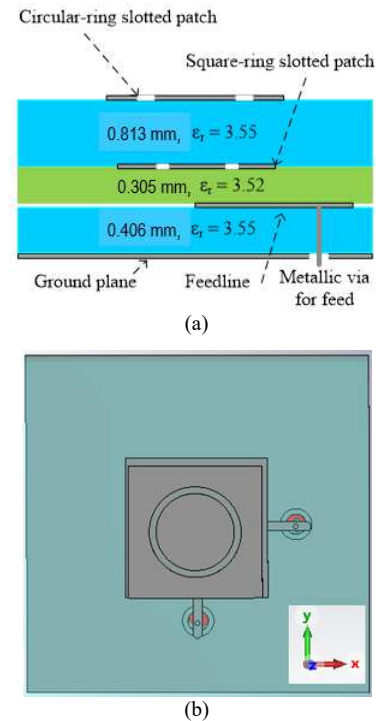 Circular-ring slotted patch
Square-ring slotted patch
0.813 mm, εr = 3.55
0.305 mm, εr = 3.52
0.406 mm, εr = 3.55
Ground plane
Feedline
Metallic via
for feed
(a)
y
z
x
(b)